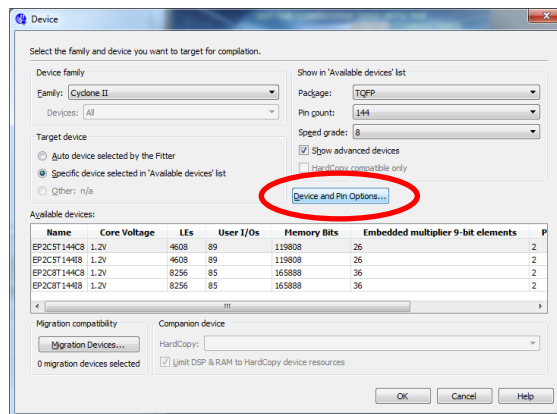 Device
Select the family and device you want to target for compilation.
Device family
Family: Cyclone II
Devices: All
Show in 'Available devices' list
Package: TQFP
Pin count: 144
Speed grade: 8
Show advanced devices
HardCopy compatible only
Target device
Auto device selected by the Fitter
Specific device selected in 'Available devices' list
Other: n/a
Device and Pin Options...
Available devices:
Name Core Voltage LEs User I/Os Memory Bits Embedded multiplier 9-bit elements P
EP2C5T144C8 1.2V 4608 89 119808 26 2
EP2C5T144I8 1.2V 4608 89 119808 26 2
EP2C8T144C8 1.2V 8256 85 165888 36 2
EP2C8T144I8 1.2V 8256 85 165888 36 2
Migration compatibility
Migration Devices...
0 migration devices selected
Companion device
HardCopy:
Limit DSP & RAM to HardCopy device resources
OK Cancel Help